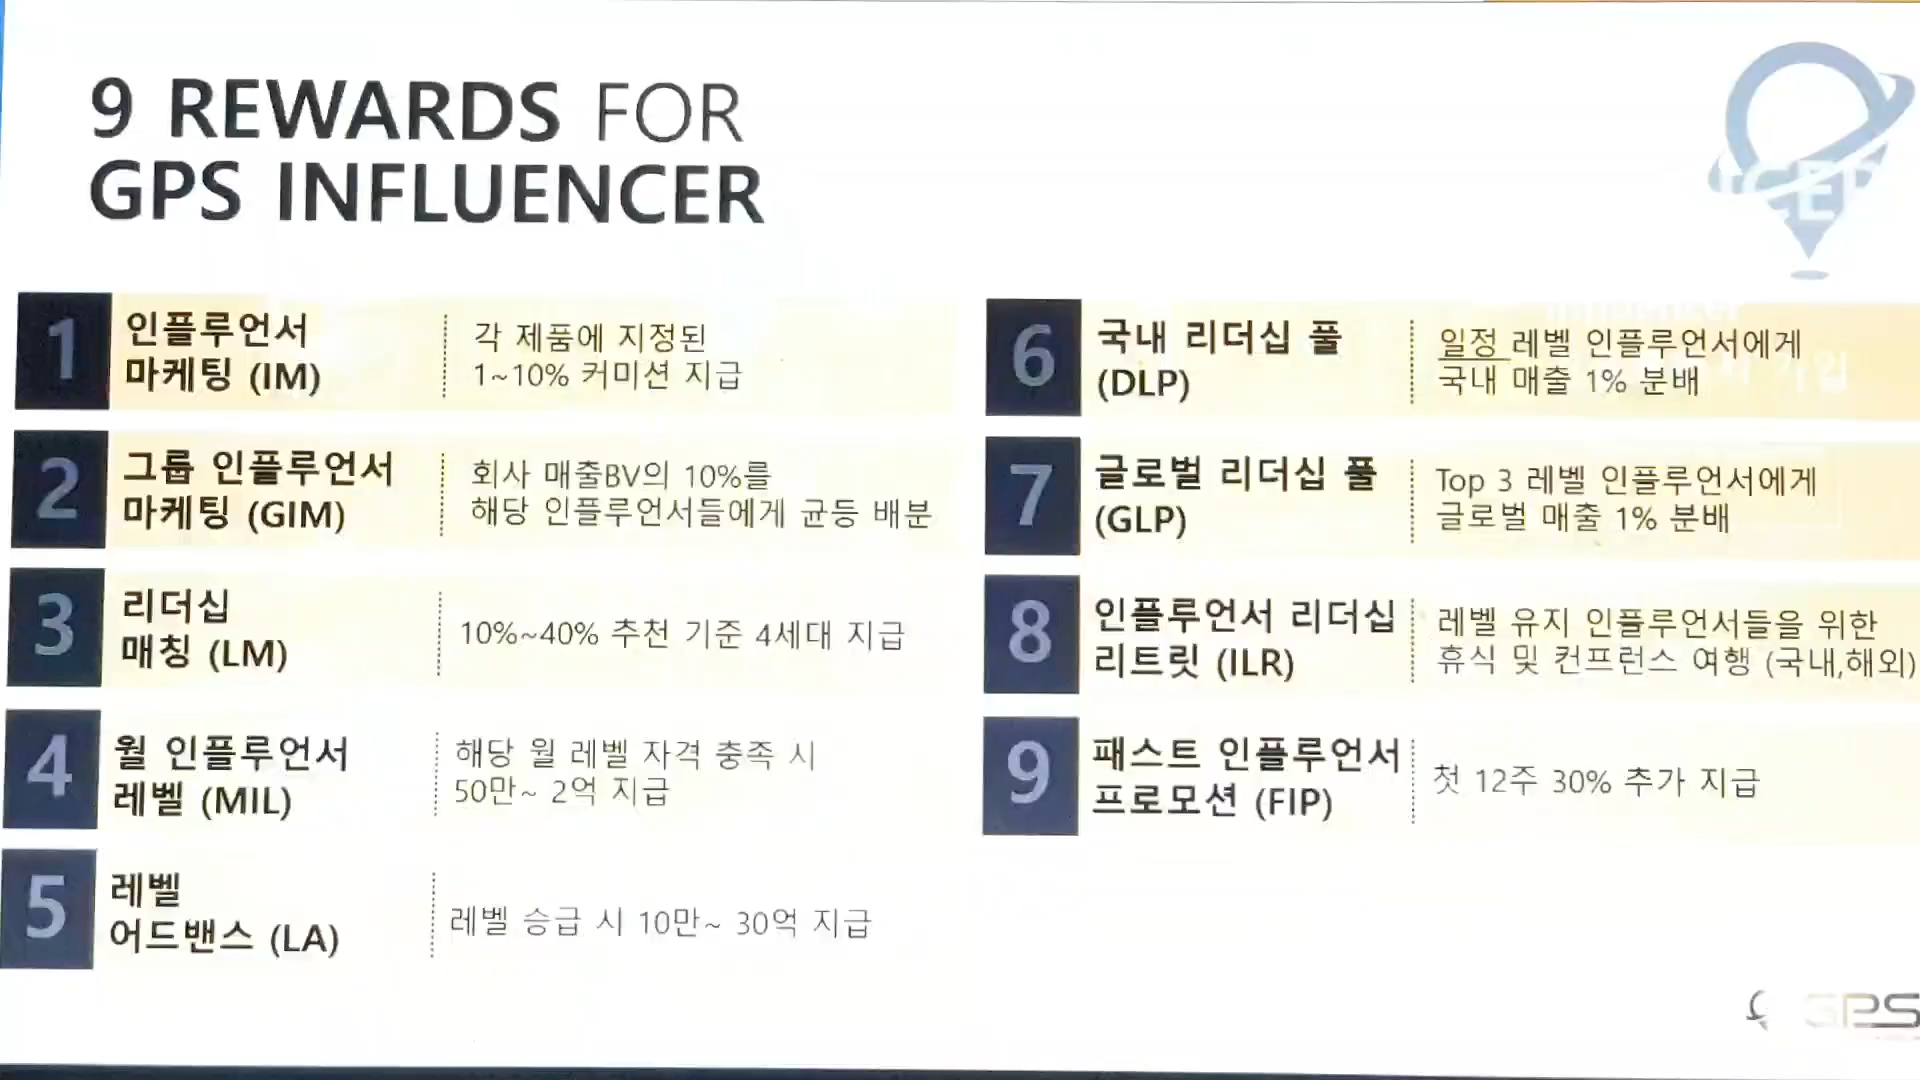 9 REWARDS FOR
GPS INFLUENCER
1
인플루언서
마케팅 (IM)
각 제품에 지정된
1~10% 커미션 지급
2
그룹 인플루언서
마케팅 (GIM)
회사 매출BV의 10%를
해당 인플루언서들에게 균등 배분
3
리더십
매칭 (LM)
10%~40% 추천 기준 4세대 지급
4
월 인플루언서
레벨 (MIL)
해당 월 레벨 자격 충족 시
50만~ 2억 지급
5
레벨
어드밴스 (LA)
레벨 승급 시 10만~ 30억 지급
6
국내 리더십 풀
(DLP)
일정 레벨 인플루언서에게
국내 매출 1% 분배
7
글로벌 리더십 풀
(GLP)
Top 3 레벨 인플루언서에게
글로벌 매출 1% 분배
8
인플루언서 리더십
리트릿 (ILR)
레벨 유지 인플루언서들을 위한
휴식 및 컨프런스 여행 (국내,해외)
9
패스트 인플루언서
프로모션 (FIP)
첫 12주 30% 추가 지급
GPS